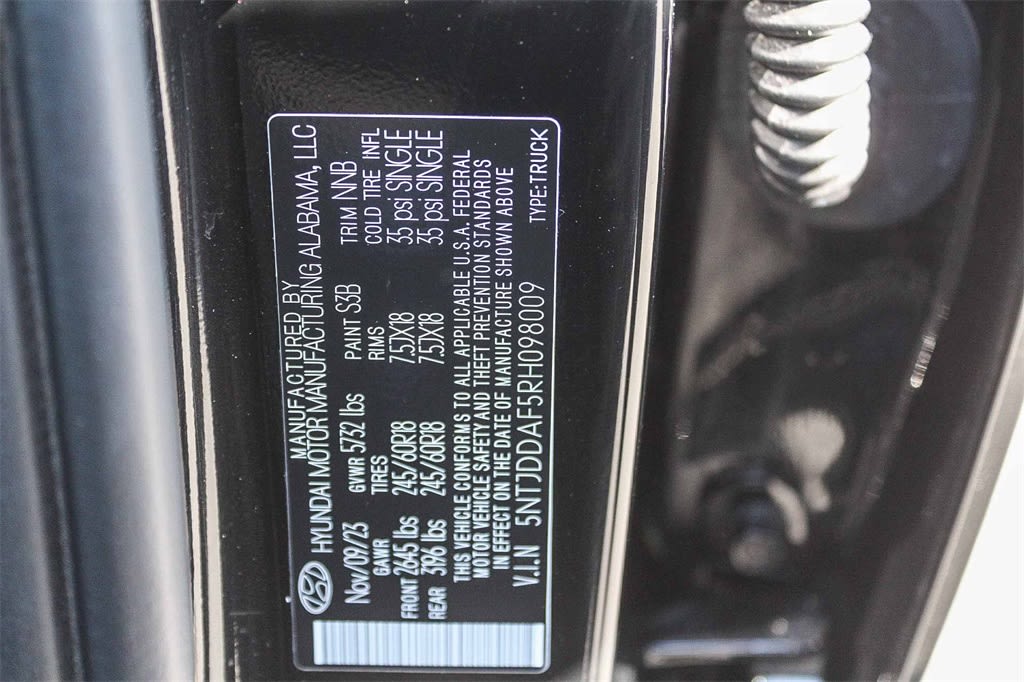 MANUFACTURED BY
HYUNDAI MOTOR MANUFACTURING ALABAMA, LLC
Nov/09/23 GVWR 5732 lbs PAINT S3B TRIM NNB
GAWR TIRES RIMS COLD TIRE INFL
FRONT 2645 lbs 245/60R18 7.5JX18 35 psi SINGLE
REAR 3196 lbs 245/60R18 7.5JX18 35 psi SINGLE
THIS VEHICLE CONFORMS TO ALL APPLICABLE U.S.A. FEDERAL
MOTOR VEHICLE SAFETY AND THEFT PREVENTION STANDARDS
IN EFFECT ON THE DATE OF MANUFACTURE SHOWN ABOVE
V.I.N 5NTJDDAF5RH098009 TYPE:TRUCK